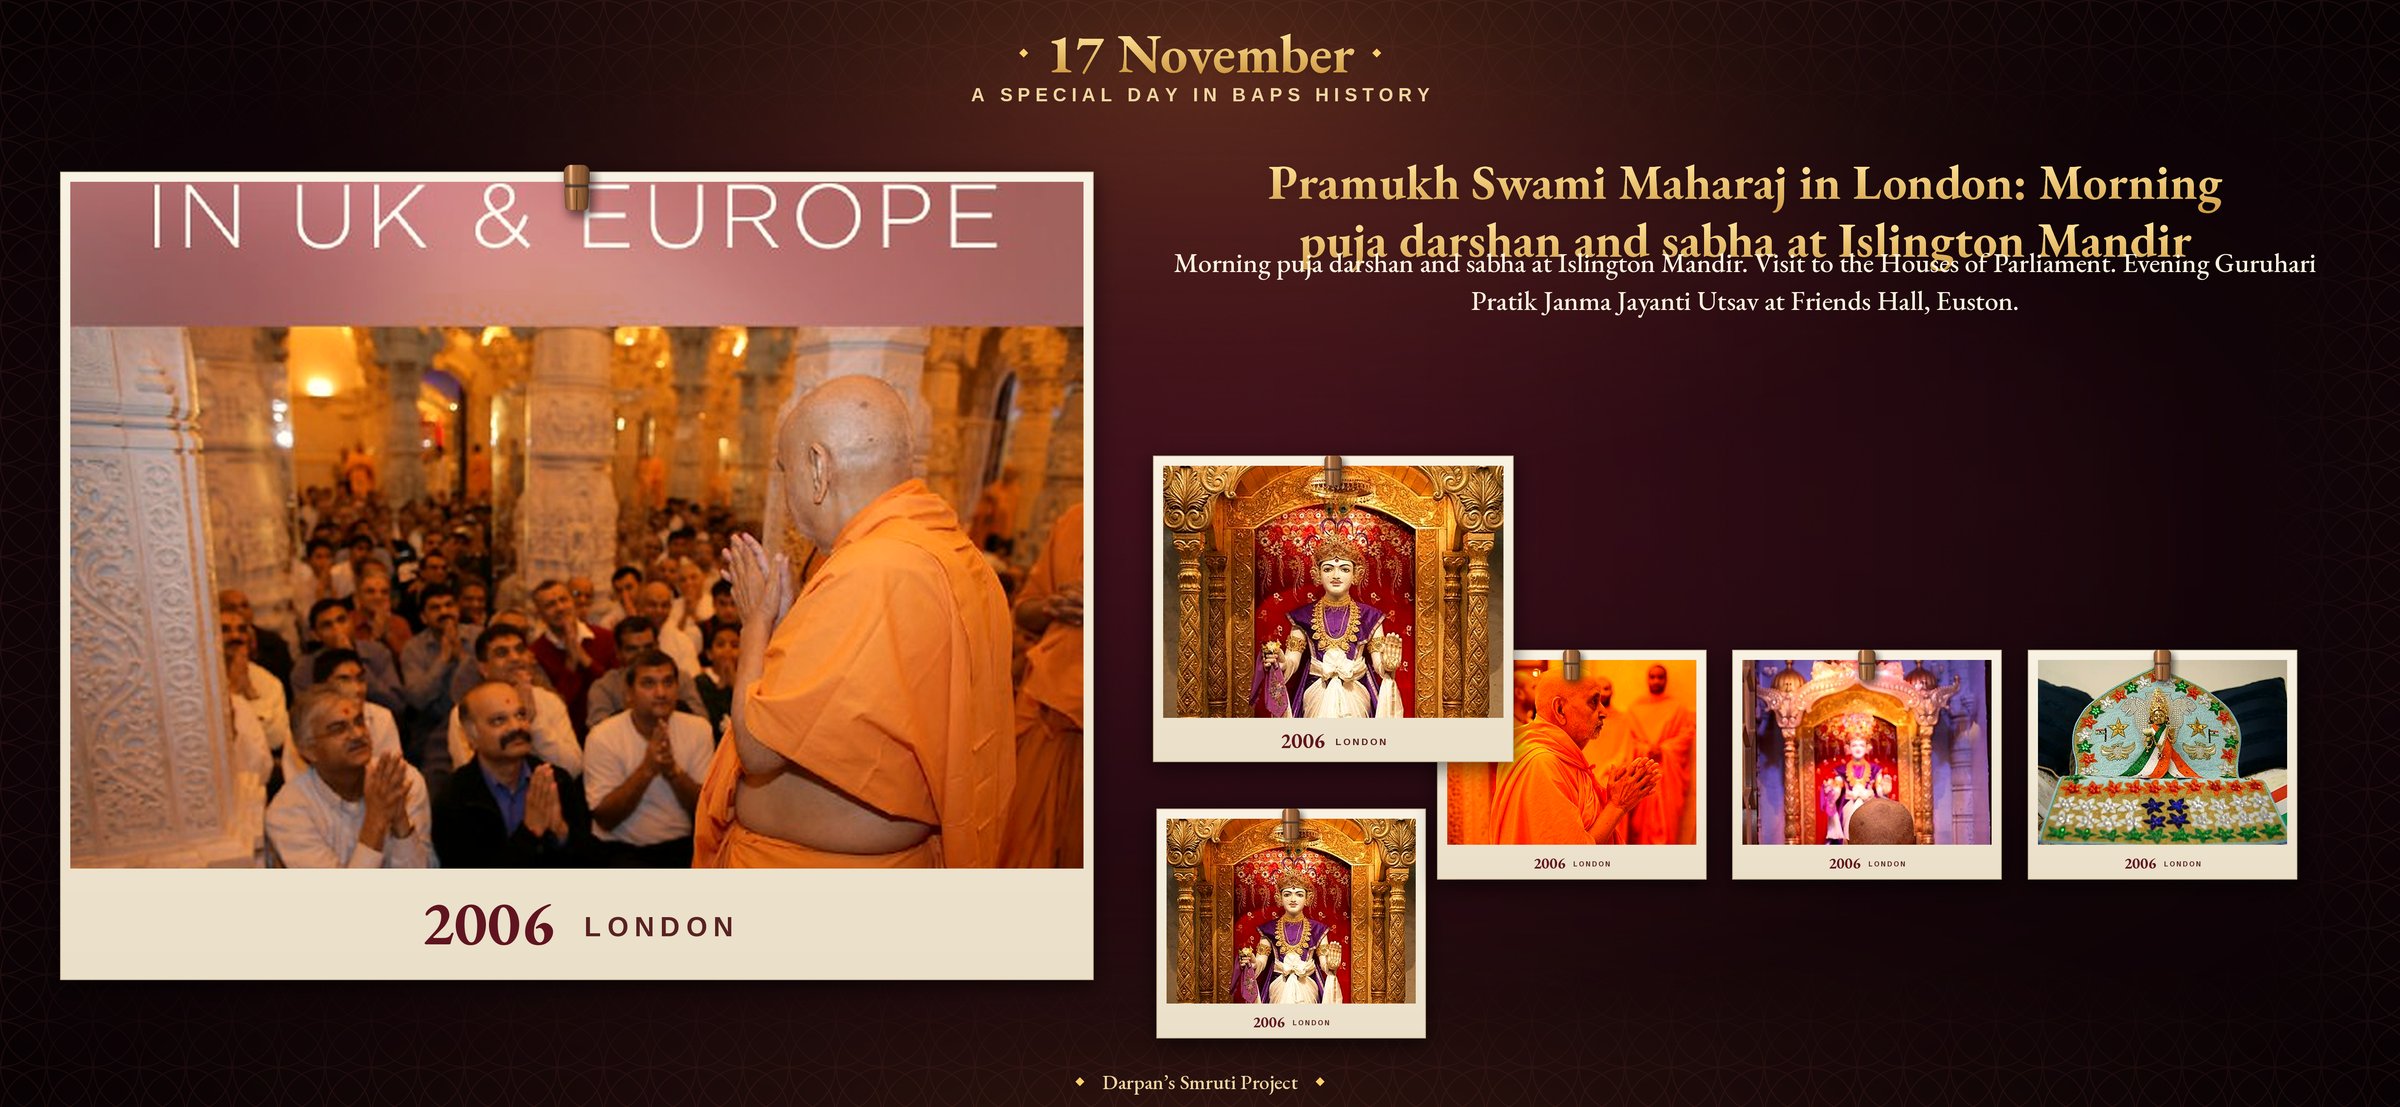 17 November
A SPECIAL DAY IN BAPS HISTORY
IN UK & EUROPE
2006 LONDON
Pramukh Swami Maharaj in London: Morning
puja darshan and sabha at Islington Mandir
Morning puja darshan and sabha at Islington Mandir. Visit to the Houses of Parliament. Evening Guruhari
Pratik Janma Jayanti Utsav at Friends Hall, Euston.
2006 LONDON
2006 LONDON
2006 LONDON
2006 LONDON
2006 LONDON
Darpan’s Smruti Project